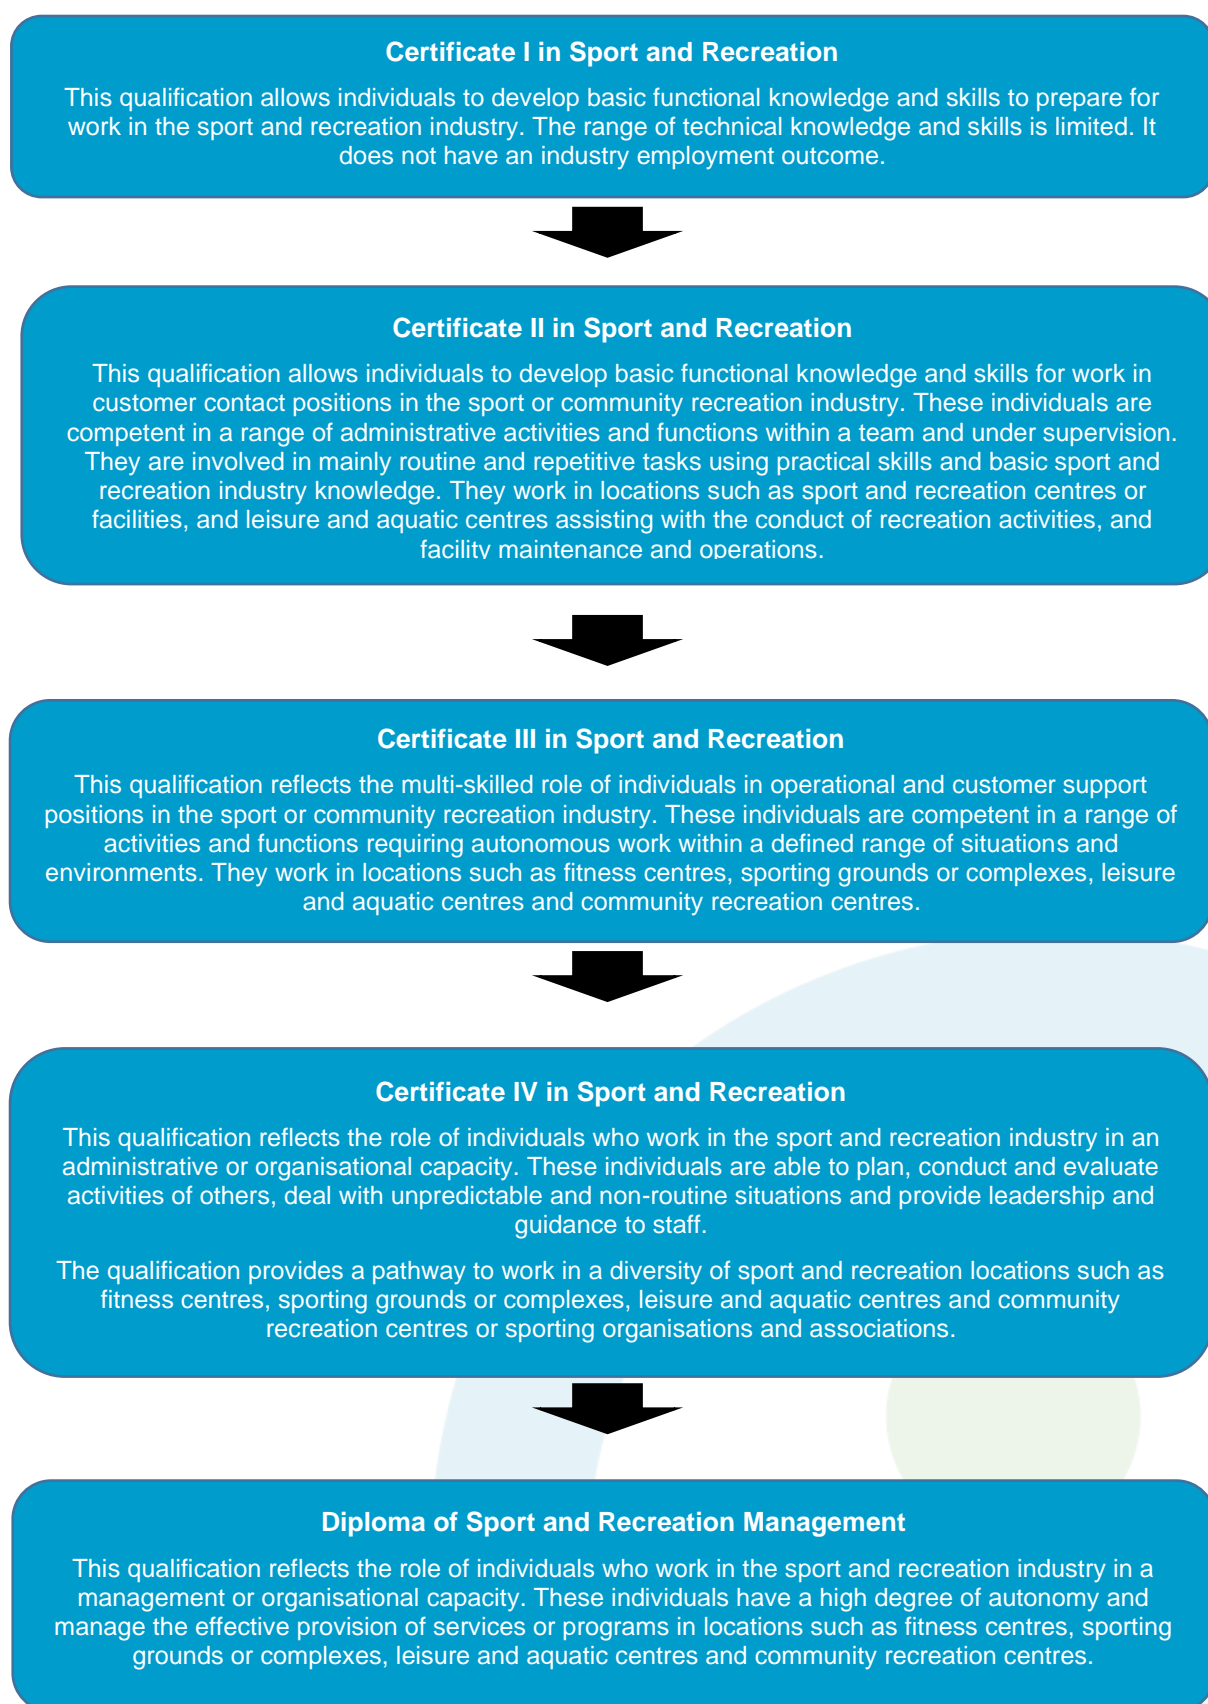 Certificate I in Sport and Recreation
This qualification allows individuals to develop basic functional knowledge and skills to prepare for
work in the sport and recreation industry. The range of technical knowledge and skills is limited. It
does not have an industry employment outcome.
Certificate II in Sport and Recreation
This qualification allows individuals to develop basic functional knowledge and skills for work in
customer contact positions in the sport or community recreation industry. These individuals are
competent in a range of administrative activities and functions within a team and under supervision.
They are involved in mainly routine and repetitive tasks using practical skills and basic sport and
recreation industry knowledge. They work in locations such as sport and recreation centres or
facilities, and leisure and aquatic centres assisting with the conduct of recreation activities, and
facility maintenance and operations.
Certificate III in Sport and Recreation
This qualification reflects the multi-skilled role of individuals in operational and customer support
positions in the sport or community recreation industry. These individuals are competent in a range of
activities and functions requiring autonomous work within a defined range of situations and
environments. They work in locations such as fitness centres, sporting grounds or complexes, leisure
and aquatic centres and community recreation centres.
Certificate IV in Sport and Recreation
This qualification reflects the role of individuals who work in the sport and recreation industry in an
administrative or organisational capacity. These individuals are able to plan, conduct and evaluate
activities of others, deal with unpredictable and non-routine situations and provide leadership and
guidance to staff.
The qualification provides a pathway to work in a diversity of sport and recreation locations such as
fitness centres, sporting grounds or complexes, leisure and aquatic centres and community
recreation centres or sporting organisations and associations.
Diploma of Sport and Recreation Management
This qualification reflects the role of individuals who work in the sport and recreation industry in a
management or organisational capacity. These individuals have a high degree of autonomy and
manage the effective provision of services or programs in locations such as fitness centres, sporting
grounds or complexes, leisure and aquatic centres and community recreation centres.